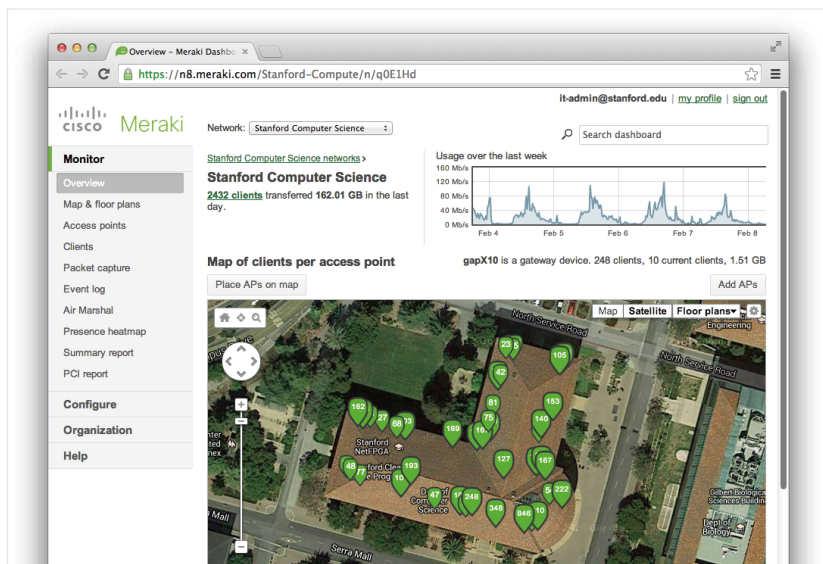 Overview – Meraki Dashbo
https://n8.meraki.com/Stanford-Compute/n/q0E1Hd
it-admin@stanford.edu | my profile | sign out
CISCO Meraki
Network: Stanford Computer Science
Search dashboard
Monitor
Overview
Map & floor plans
Access points
Clients
Packet capture
Event log
Air Marshal
Presence heatmap
Summary report
PCI report
Configure
Organization
Help
Stanford Computer Science networks ›
Stanford Computer Science
2432 clients transferred 162.01 GB in the last
day.
Usage over the last week
160 Mb/s
120 Mb/s
80 Mb/s
40 Mb/s
0 Mb/s
Feb 4 Feb 5 Feb 6 Feb 7 Feb 8
Map of clients per access point
gapX10 is a gateway device. 248 clients, 10 current clients, 1.51 GB
Place APs on map
Add APs
Map Satellite Floor plans
North Service Road
Engineering
North Service Road
23
105
42
81
153
162
27
75
140
68
169
Stanford
NetFPGA
127
167
48
77
193
47
248
222
Computer
Science
348
846
10
Gilbert Biologica
Sciences Buildin
Dept of
Biology
Mall
Serra Mall